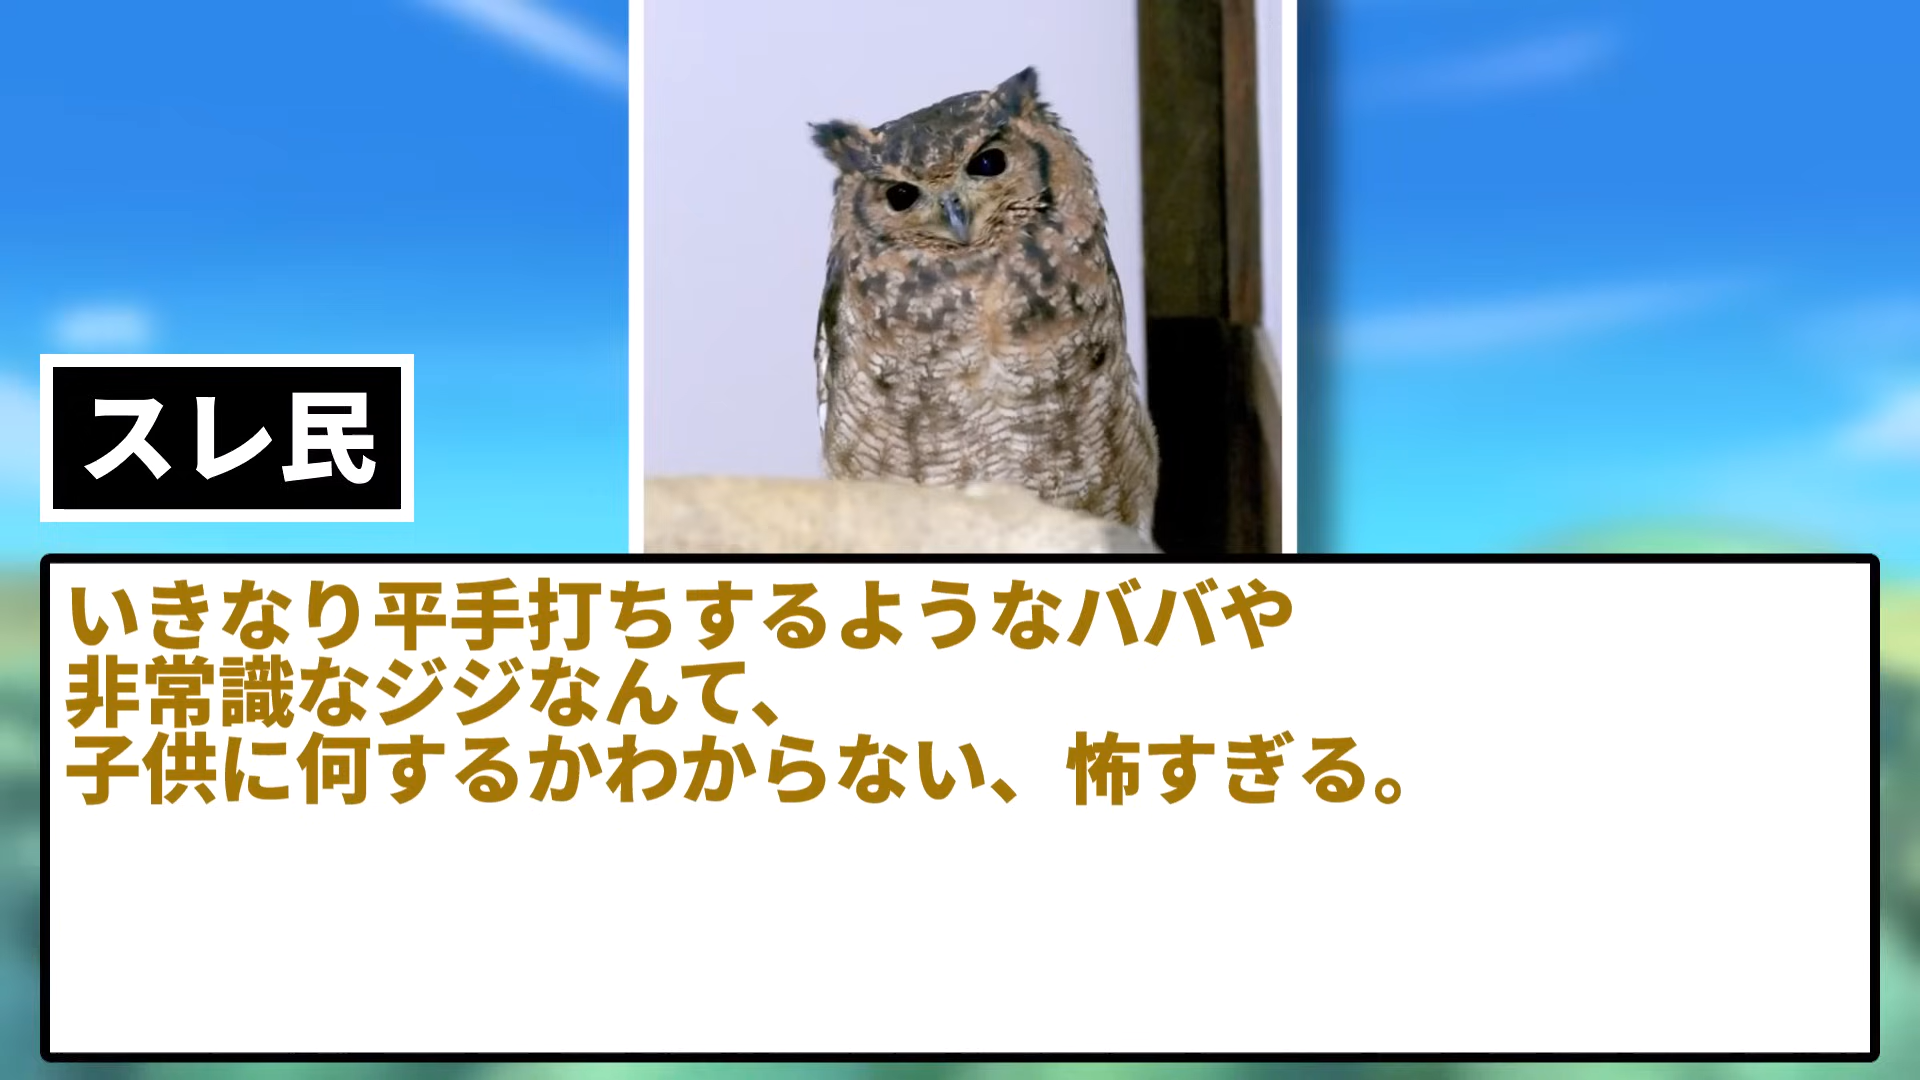 スレ民
いきなり平手打ちするようなババや
非常識なジジなんて、
子供に何するかわからない、怖すぎる。